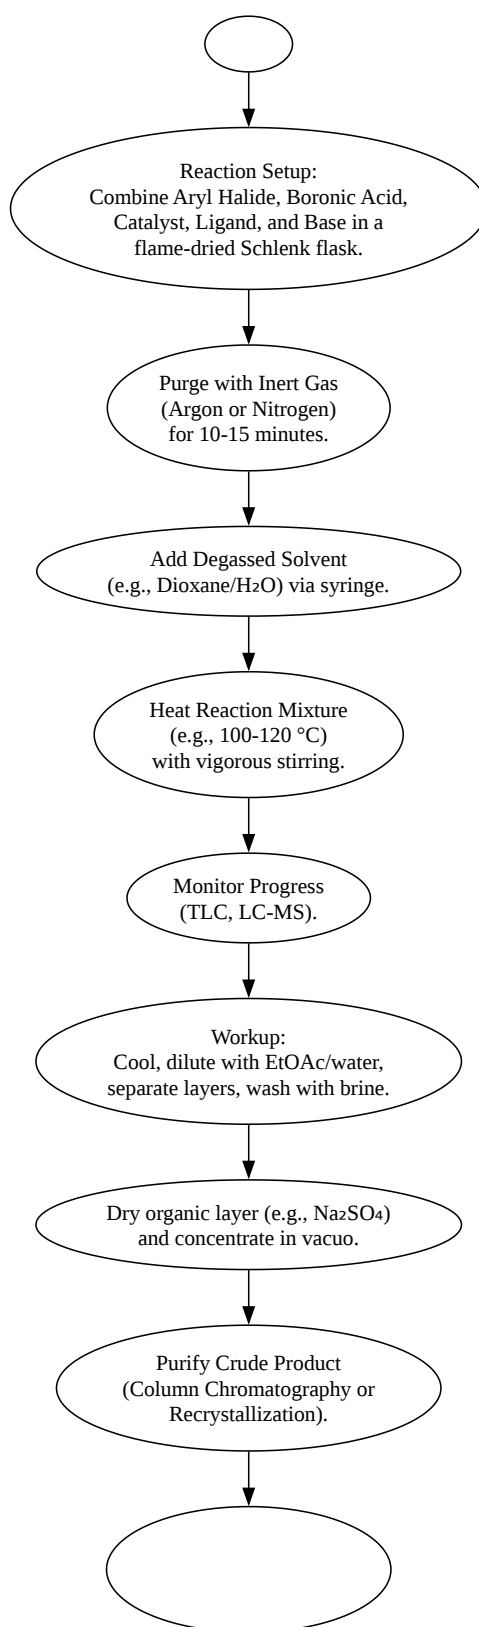 Reaction Setup:
Combine Aryl Halide, Boronic Acid,
Catalyst, Ligand, and Base in a
flame-dried Schlenk flask.
Purge with Inert Gas
(Argon or Nitrogen)
for 10-15 minutes.
Add Degassed Solvent
(e.g., Dioxane/H₂O) via syringe.
Heat Reaction Mixture
(e.g., 100-120 °C)
with vigorous stirring.
Monitor Progress
(TLC, LC-MS).
Workup:
Cool, dilute with EtOAc/water,
separate layers, wash with brine.
Dry organic layer (e.g., Na₂SO₄)
and concentrate in vacuo.
Purify Crude Product
(Column Chromatography or
Recrystallization).